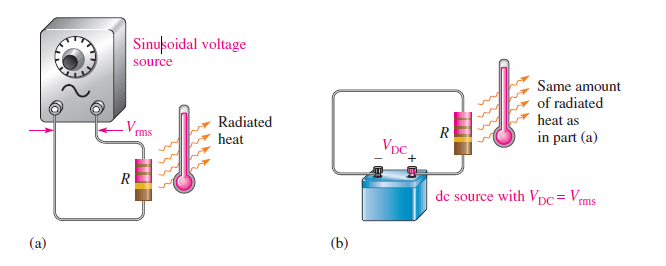 Sinusoidal voltage
source
Vrms
Radiated
heat
R
(a)
VDC
− +
R
Same amount
of radiated
heat as
in part (a)
dc source with VDC = Vrms
(b)